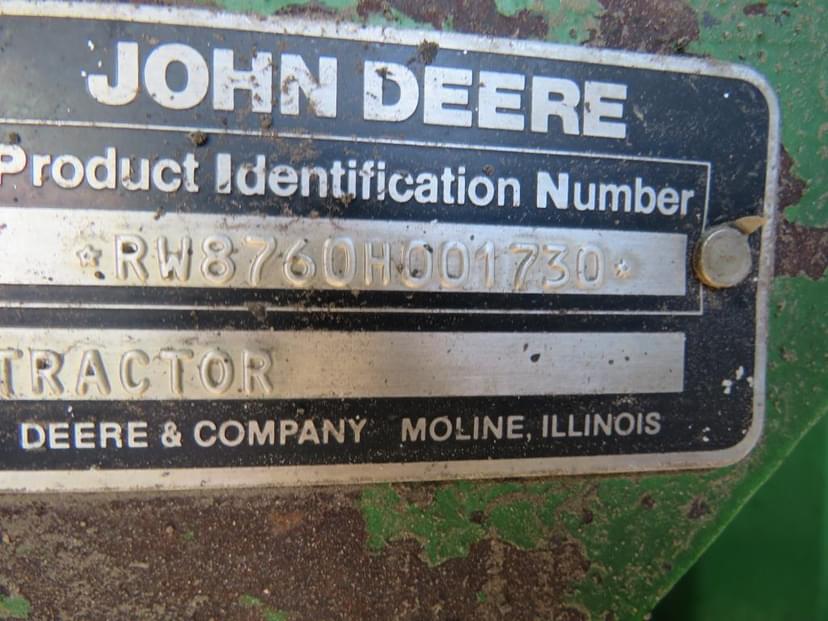 JOHN DEERE
Product Identification Number
*RW8760H001730*
TRACTOR
DEERE & COMPANY MOLINE, ILLINOIS